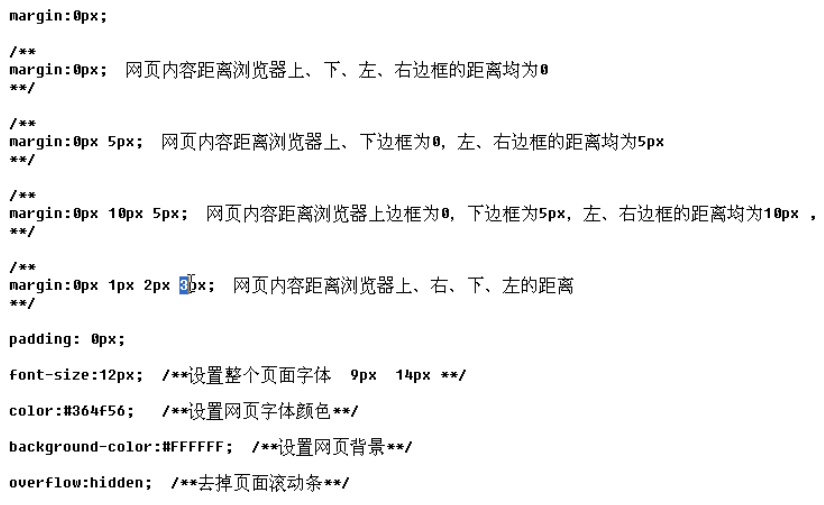 margin:0px;
/**
margin:0px; 网页内容距离浏览器上、下、左、右边框的距离均为0
**/
/**
margin:0px 5px; 网页内容距离浏览器上、下边框为0, 左、右边框的距离均为5px
**/
/**
margin:0px 10px 5px; 网页内容距离浏览器上边框为0, 下边框为5px, 左、右边框的距离均为10px ,
**/
/**
margin:0px 1px 2px 3px; 网页内容距离浏览器上、右、下、左的距离
**/
padding: 0px;
font-size:12px; /**设置整个页面字体 9px 14px **/
color:#364f56; /**设置网页字体颜色**/
background-color:#FFFFFF; /**设置网页背景**/
overflow:hidden; /**去掉页面滚动条**/